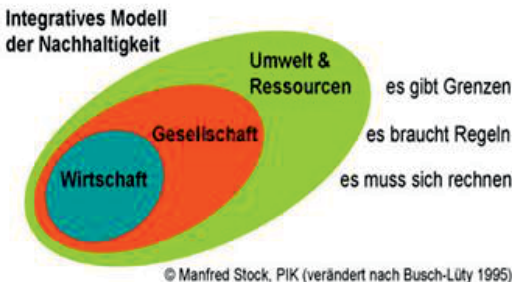 Integratives Modell
der Nachhaltigkeit
Umwelt &
Ressourcen
es gibt Grenzen
Gesellschaft
es braucht Regeln
Wirtschaft
es muss sich rechnen
© Manfred Stock, PIK (verändert nach Busch-Lüty 1995)